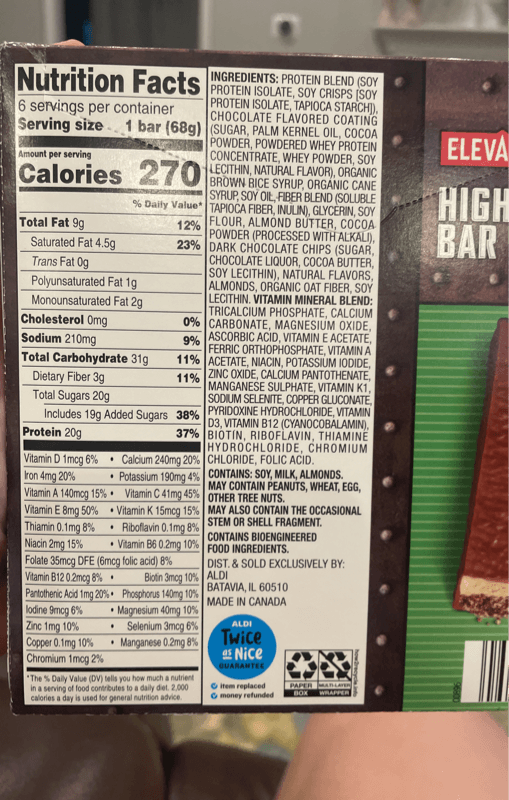 Nutrition Facts
6 servings per container
Serving size 1 bar (68g)
Amount per serving
Calories 270
% Daily Value*
Total Fat 9g 12%
Saturated Fat 4.5g 23%
Trans Fat 0g
Polyunsaturated Fat 1g
Monounsaturated Fat 2g
Cholesterol 0mg 0%
Sodium 210mg 9%
Total Carbohydrate 31g 11%
Dietary Fiber 3g 11%
Total Sugars 20g
Includes 19g Added Sugars 38%
Protein 20g 37%
Vitamin D 1mcg 6% • Calcium 240mg 20%
Iron 4mg 20% • Potassium 190mg 4%
Vitamin A 140mcg 15% • Vitamin C 41mg 45%
Vitamin E 8mg 50% • Vitamin K 15mcg 15%
Thiamin 0.1mg 8% • Riboflavin 0.1mg 8%
Niacin 2mg 15% • Vitamin B6 0.2mg 10%
Folate 35mcg DFE (6mcg folic acid) 8%
Vitamin B12 0.2mcg 8% • Biotin 3mcg 10%
Pantothenic Acid 1mg 20% • Phosphorus 140mg 10%
Iodine 9mcg 6% • Magnesium 40mg 10%
Zinc 1mg 10% • Selenium 3mcg 6%
Copper 0.1mg 10% • Manganese 0.2mg 8%
Chromium 1mcg 2%
*The % Daily Value (DV) tells you how much a nutrient
in a serving of food contributes to a daily diet. 2,000
calories a day is used for general nutrition advice.
INGREDIENTS: PROTEIN BLEND (SOY
PROTEIN ISOLATE, SOY CRISPS [SOY
PROTEIN ISOLATE, TAPIOCA STARCH]),
CHOCOLATE FLAVORED COATING
(SUGAR, PALM KERNEL OIL, COCOA
POWDER, POWDERED WHEY PROTEIN
CONCENTRATE, WHEY POWDER, SOY
LECITHIN, NATURAL FLAVOR), ORGANIC
BROWN RICE SYRUP, ORGANIC CANE
SYRUP, SOY OIL, FIBER BLEND (SOLUBLE
TAPIOCA FIBER, INULIN), GLYCERIN, SOY
FLOUR, ALMOND BUTTER, COCOA
POWDER (PROCESSED WITH ALKALI),
DARK CHOCOLATE CHIPS (SUGAR,
CHOCOLATE LIQUOR, COCOA BUTTER,
SOY LECITHIN), NATURAL FLAVORS,
ALMONDS, ORGANIC OAT FIBER, SOY
LECITHIN. VITAMIN MINERAL BLEND:
TRICALCIUM PHOSPHATE, CALCIUM
CARBONATE, MAGNESIUM OXIDE,
ASCORBIC ACID, VITAMIN E ACETATE,
FERRIC ORTHOPHOSPHATE, VITAMIN A
ACETATE, NIACIN, POTASSIUM IODIDE,
ZINC OXIDE, CALCIUM PANTOTHENATE,
MANGANESE SULPHATE, VITAMIN K1,
SODIUM SELENITE, COPPER GLUCONATE,
PYRIDOXINE HYDROCHLORIDE, VITAMIN
D3, VITAMIN B12 (CYANOCOBALAMIN),
BIOTIN, RIBOFLAVIN, THIAMINE
HYDROCHLORIDE, CHROMIUM
CHLORIDE, FOLIC ACID.
CONTAINS: SOY, MILK, ALMONDS.
MAY CONTAIN PEANUTS, WHEAT, EGG,
OTHER TREE NUTS.
MAY ALSO CONTAIN THE OCCASIONAL
STEM OR SHELL FRAGMENT.
CONTAINS BIOENGINEERED
FOOD INGREDIENTS.
DIST. & SOLD EXCLUSIVELY BY:
ALDI
BATAVIA, IL 60510
MADE IN CANADA
ALDI
Twice
as Nice
GUARANTEE
item replaced
money refunded
PAPER
BOX
MULTI-LAYER
WRAPPER
how2recycle.info
ELEVA
HIGH
BAR